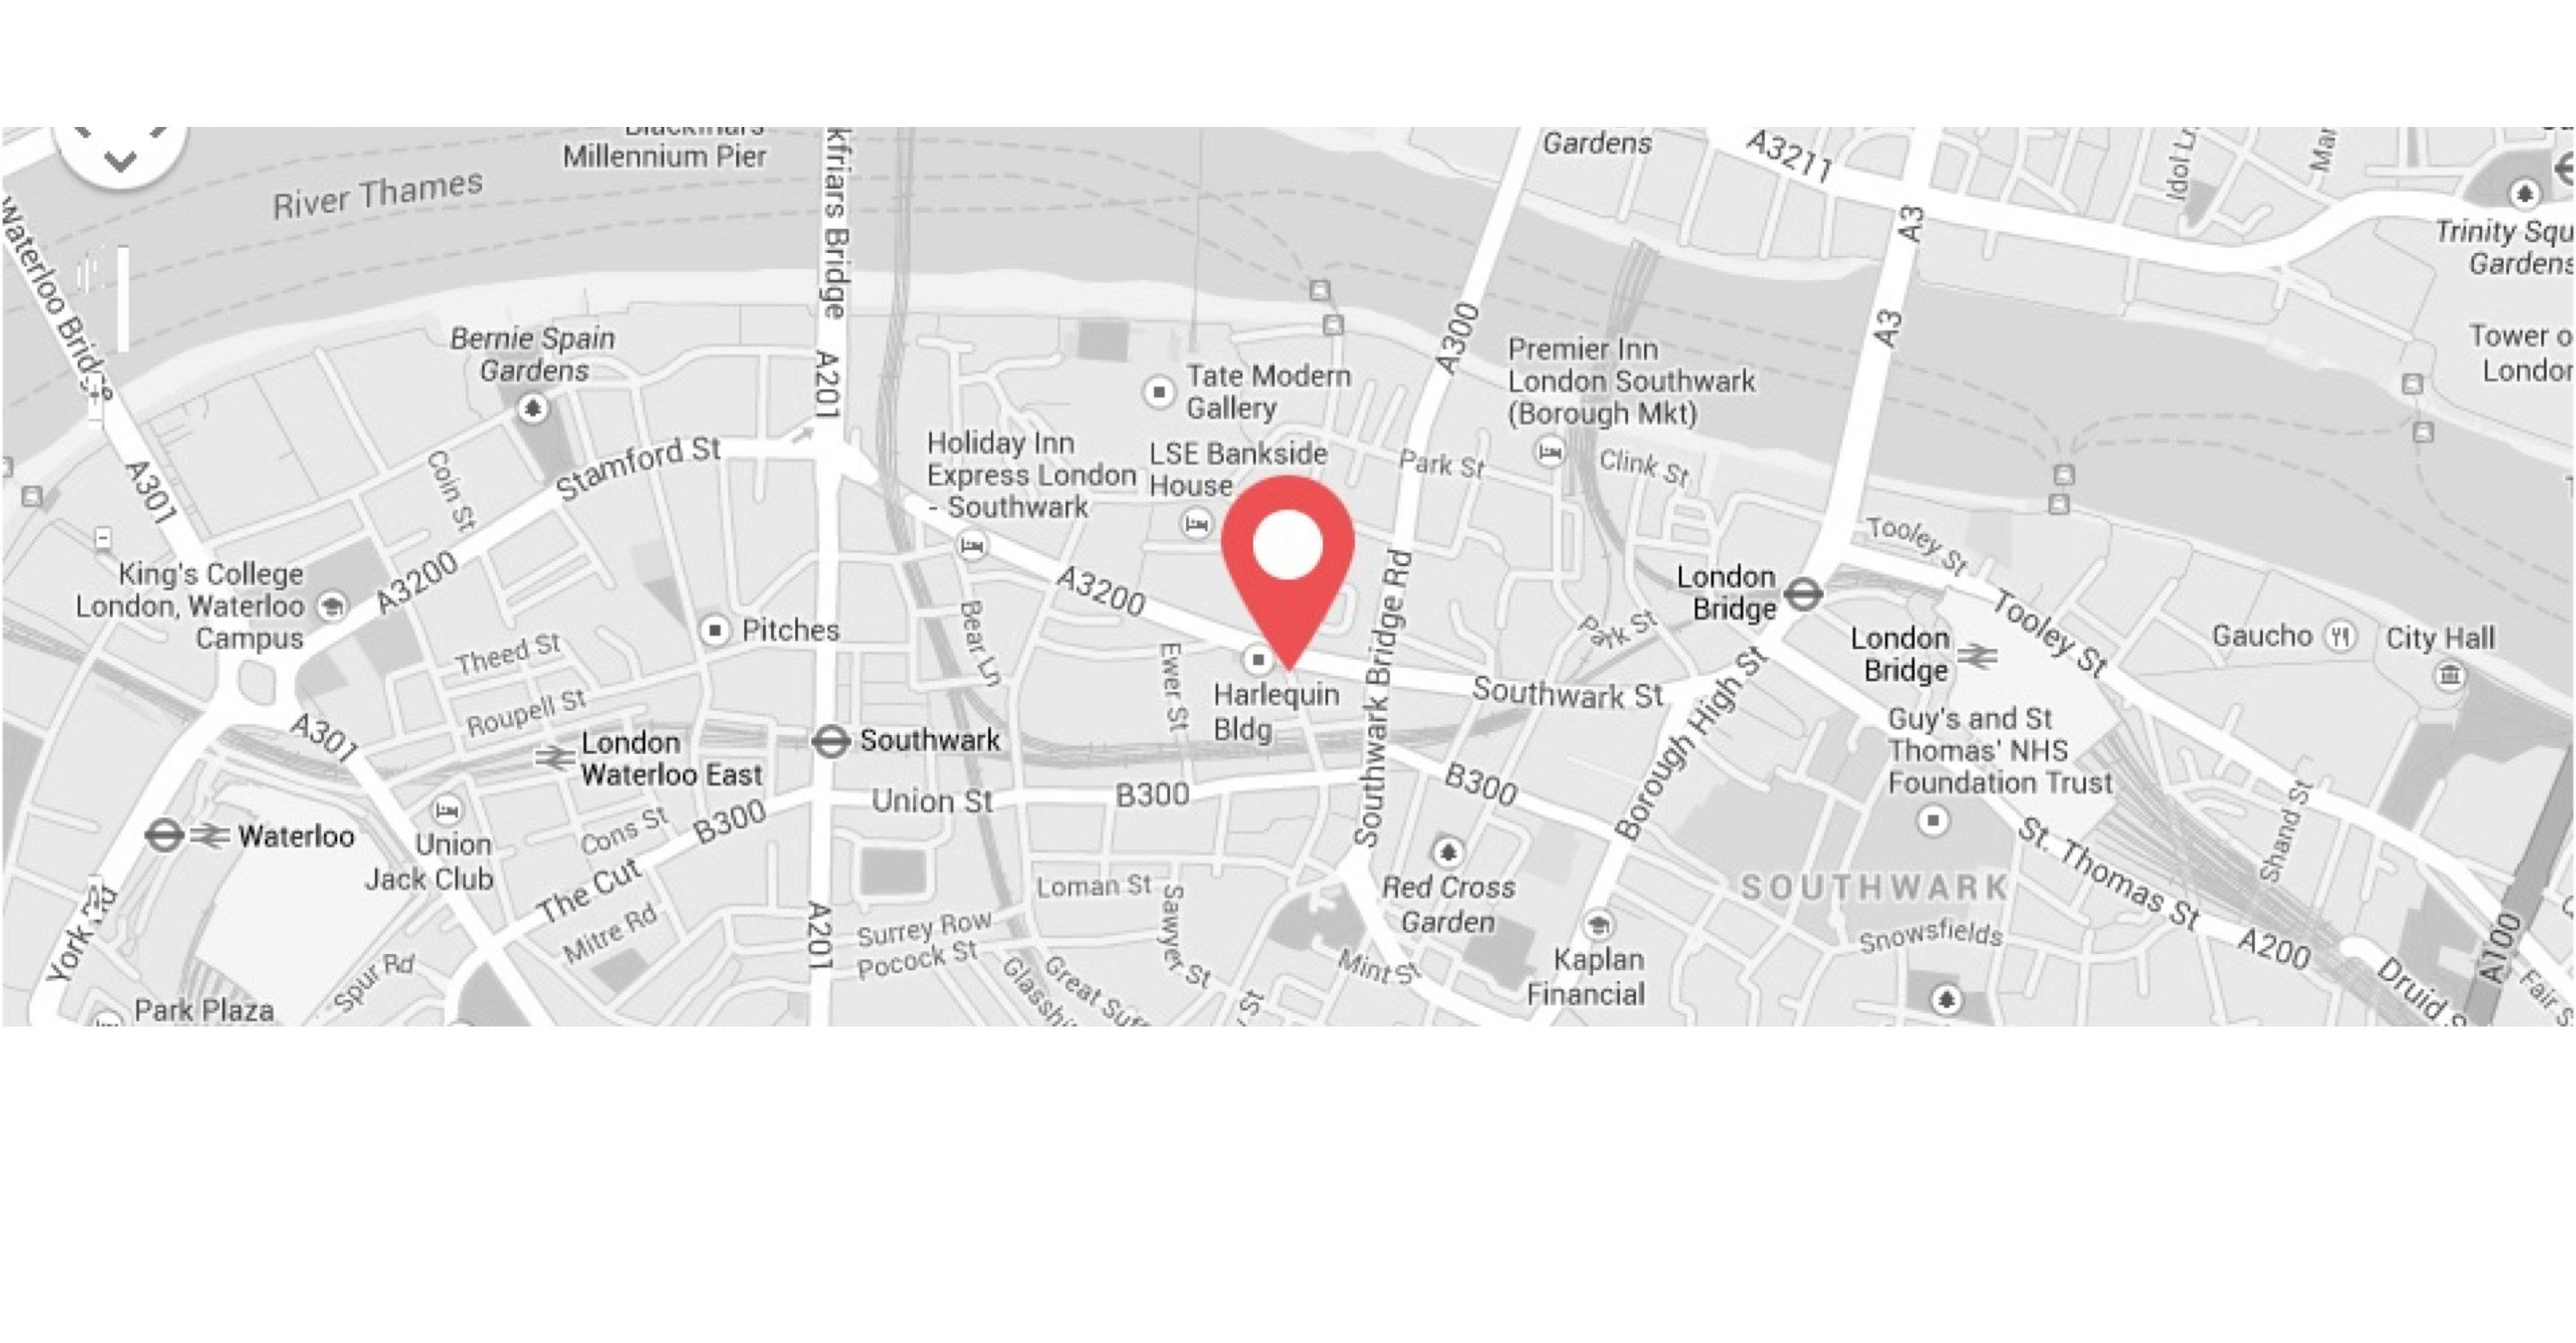 Millennium Pier
River Thames
kfriars Bridge
Gardens
A3211
A3
Idol Ln
Mar
Trinity Squ
Gardens
Waterloo Bridge
Bernie Spain
Gardens
A201
A300
A3
Tower o
London
Tate Modern
Gallery
Premier Inn
London Southwark
(Borough Mkt)
A301
Coin St
Stamford St
Holiday Inn
Express London
- Southwark
LSE Bankside
House
Park St
Clink St
Tooley St
King's College
London, Waterloo
Campus
A3200
A3200
Southwark Bridge Rd
London
Bridge
Tooley St
Pitches
Theed St
Bear Ln
Ewer St
Park St
London
Bridge
Gaucho
City Hall
Harlequin
Bldg
Southwark St
Roupell St
A301
London
Waterloo East
Southwark
Borough High St
Guy's and St
Thomas' NHS
Foundation Trust
Union St
B300
B300
B300
Cons St
Waterloo
Union
Jack Club
The Cut
St. Thomas St
Shand St
Loman St
Sawyer St
Red Cross
Garden
SOUTHWARK
York Rd
Mitre Rd
A201
Surrey Row
Pocock St
Snowsfields
A200
A100
Spur Rd
Great Suff
Glasshi
Mint St
Kaplan
Financial
Druid S
Fair S
Park Plaza
St